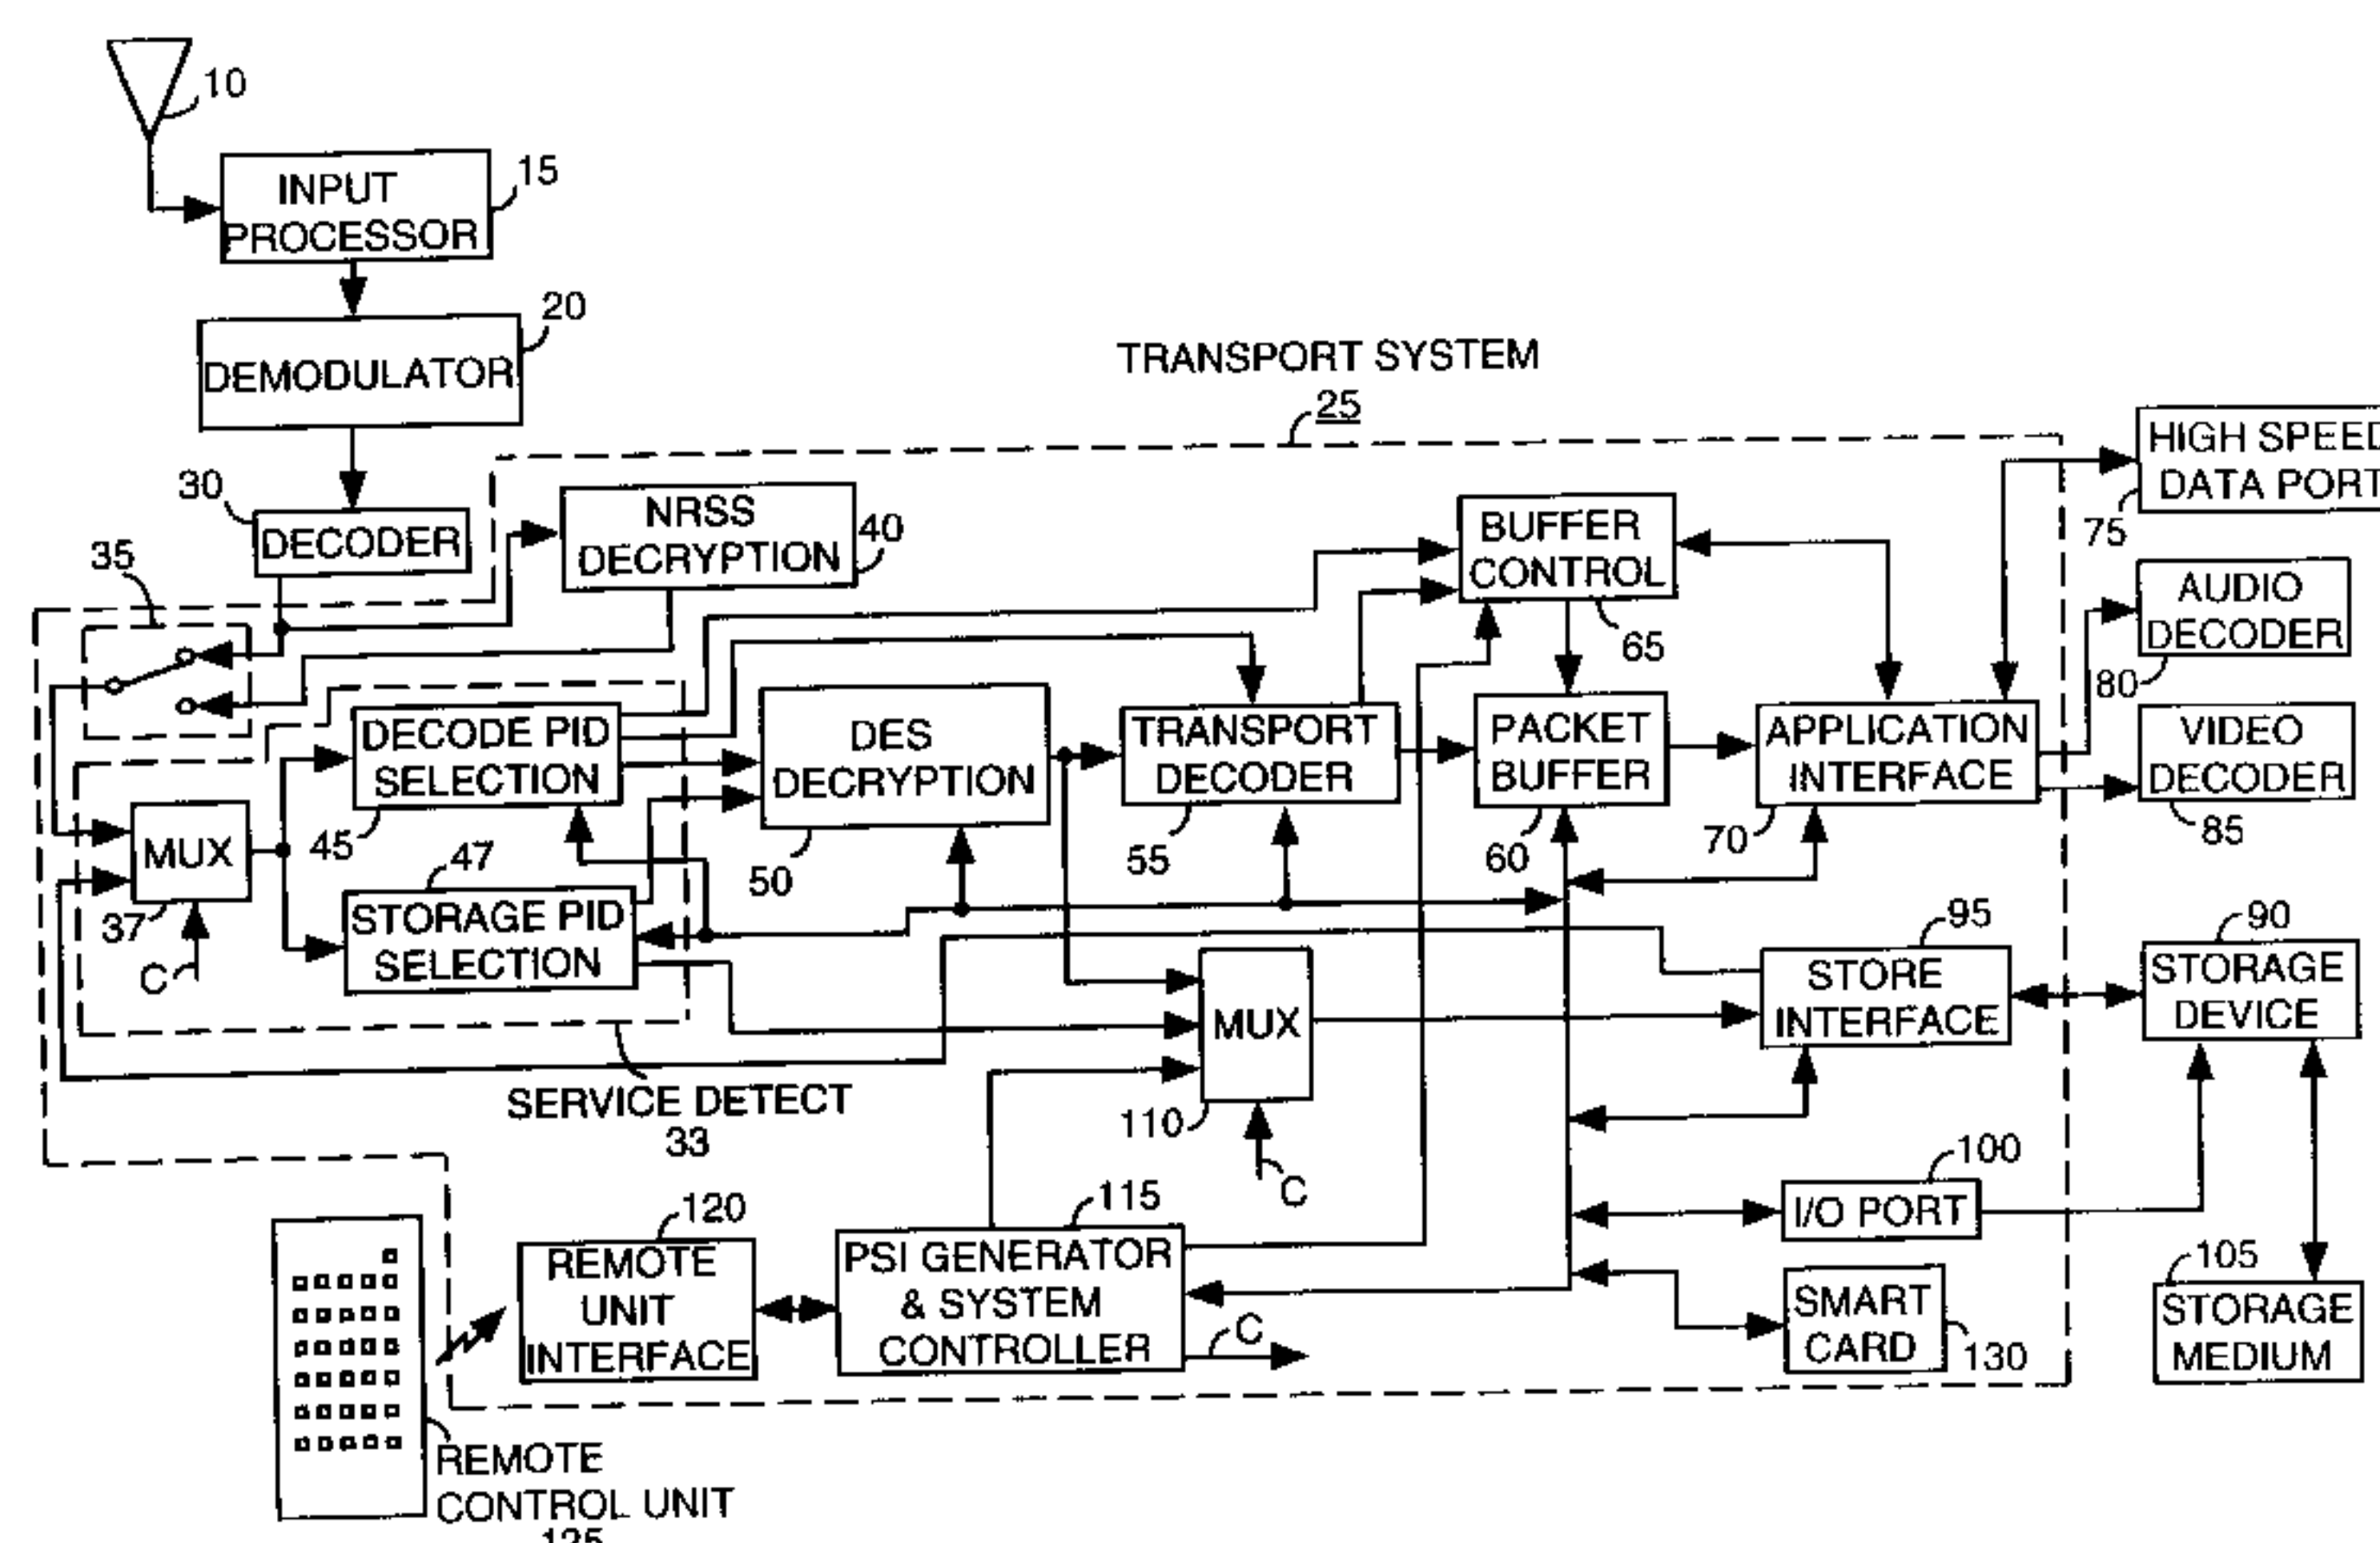 10
INPUT
PROCESSOR
15
20
DEMODULATOR
TRANSPORT SYSTEM
25
30
DECODER
35
NRSS
DECRYPTION
40
BUFFER
CONTROL
65
HIGH SPEED
DATA PORT
75
AUDIO
DECODER
80
DECODE PID
SELECTION
45
DES
DECRYPTION
50
TRANSPORT
DECODER
55
PACKET
BUFFER
60
APPLICATION
INTERFACE
70
VIDEO
DECODER
85
MUX
37
C
47
STORAGE PID
SELECTION
MUX
110
C
95
STORE
INTERFACE
90
STORAGE
DEVICE
SERVICE DETECT
33
100
I/O PORT
105
STORAGE
MEDIUM
120
REMOTE
UNIT
INTERFACE
115
PSI GENERATOR
& SYSTEM
CONTROLLER
C
SMART
CARD
130
REMOTE
CONTROL UNIT
125